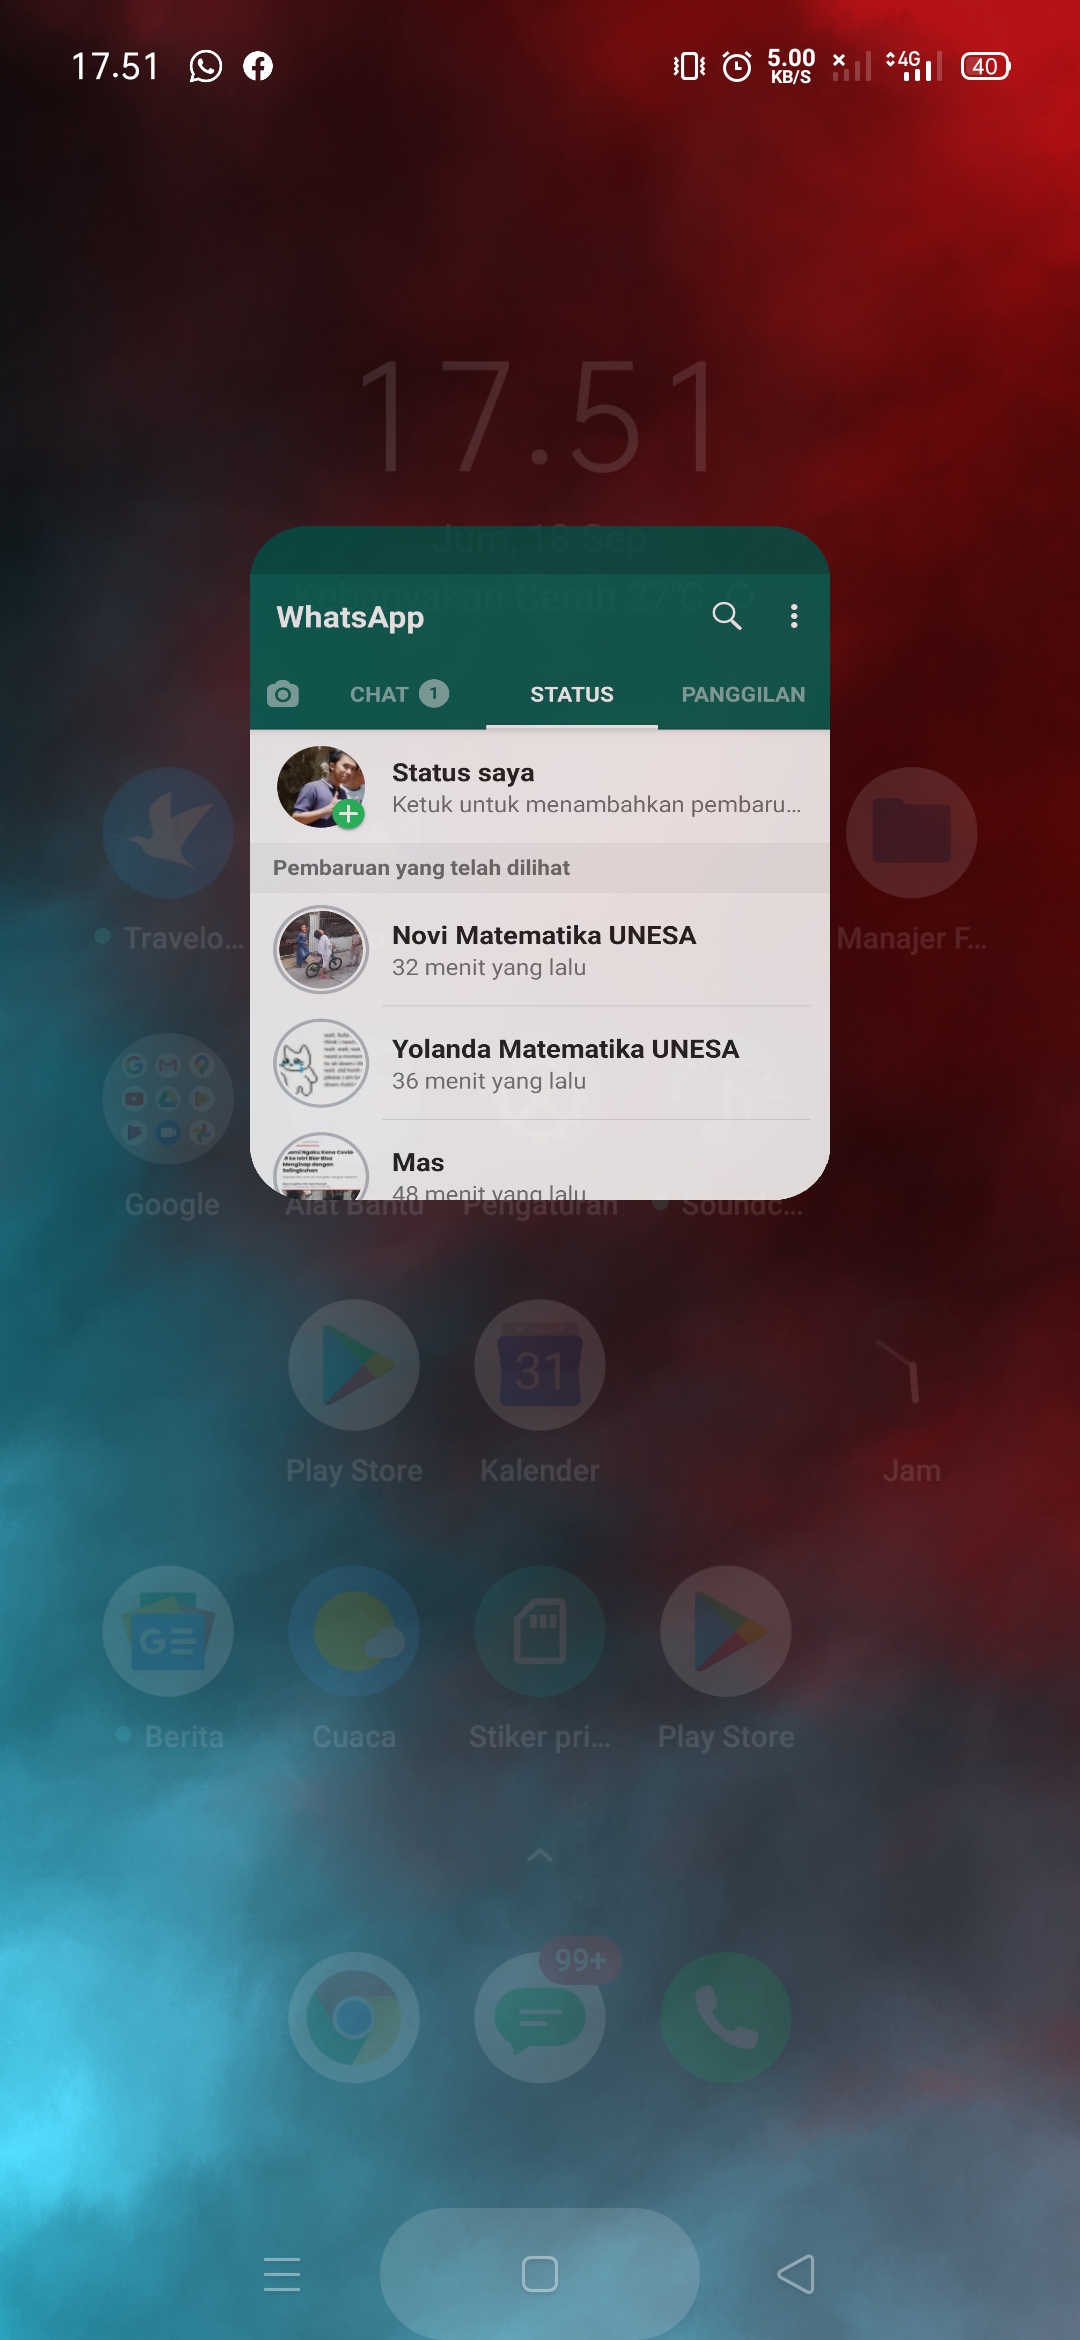 17.51
5.00
KB/S
4G
40
17.51
Jum, 18 Sep
Kebanyakan Cerah 27°C
WhatsApp
CHAT 1 STATUS PANGGILAN
Status saya
Ketuk untuk menambahkan pembaru...
Pembaruan yang telah dilihat
Novi Matematika UNESA
32 menit yang lalu
Yolanda Matematika UNESA
36 menit yang lalu
Mas
48 menit yang lalu
Travelo... Manajer F...
Google Alat Bantu Pengaturan Soundc...
31
Play Store Kalender Jam
GE
Berita Cuaca Stiker pri... Play Store
99+